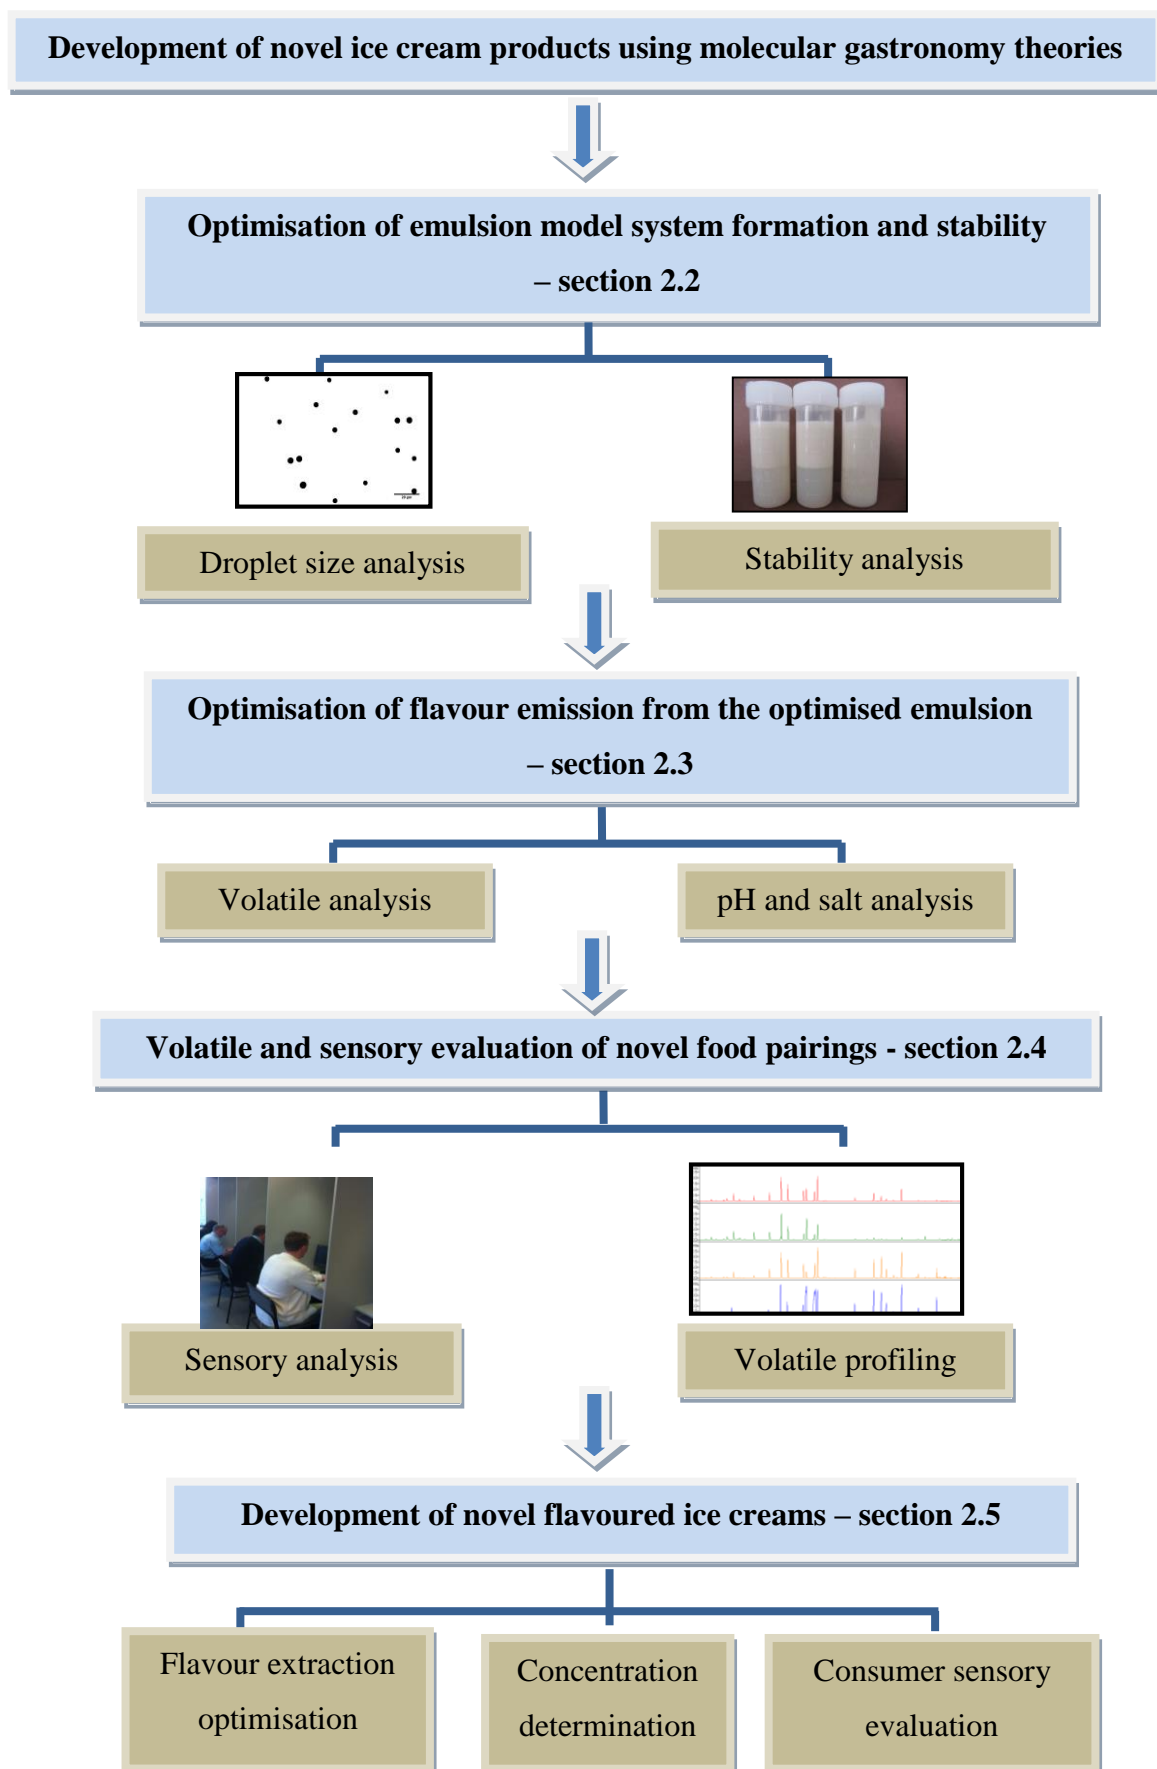 Development of novel ice cream products using molecular gastronomy theories
Optimisation of emulsion model system formation and stability
– section 2.2
Droplet size analysis
Stability analysis
Optimisation of flavour emission from the optimised emulsion
– section 2.3
Volatile analysis
pH and salt analysis
Volatile and sensory evaluation of novel food pairings - section 2.4
Sensory analysis
Volatile profiling
Development of novel flavoured ice creams – section 2.5
Flavour extraction
optimisation
Concentration
determination
Consumer sensory
evaluation